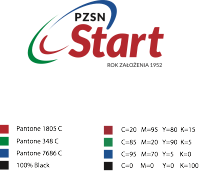 PZSN
Start
ROK ZAŁOŻENIA 1952
Pantone 1805 C
Pantone 348 C
Pantone 7686 C
100% Black
C=20 M=95 Y=80 K=15
C=85 M=20 Y=90 K=5
C=95 M=70 Y=5 K=0
C=0 M=0 Y=0 K=100